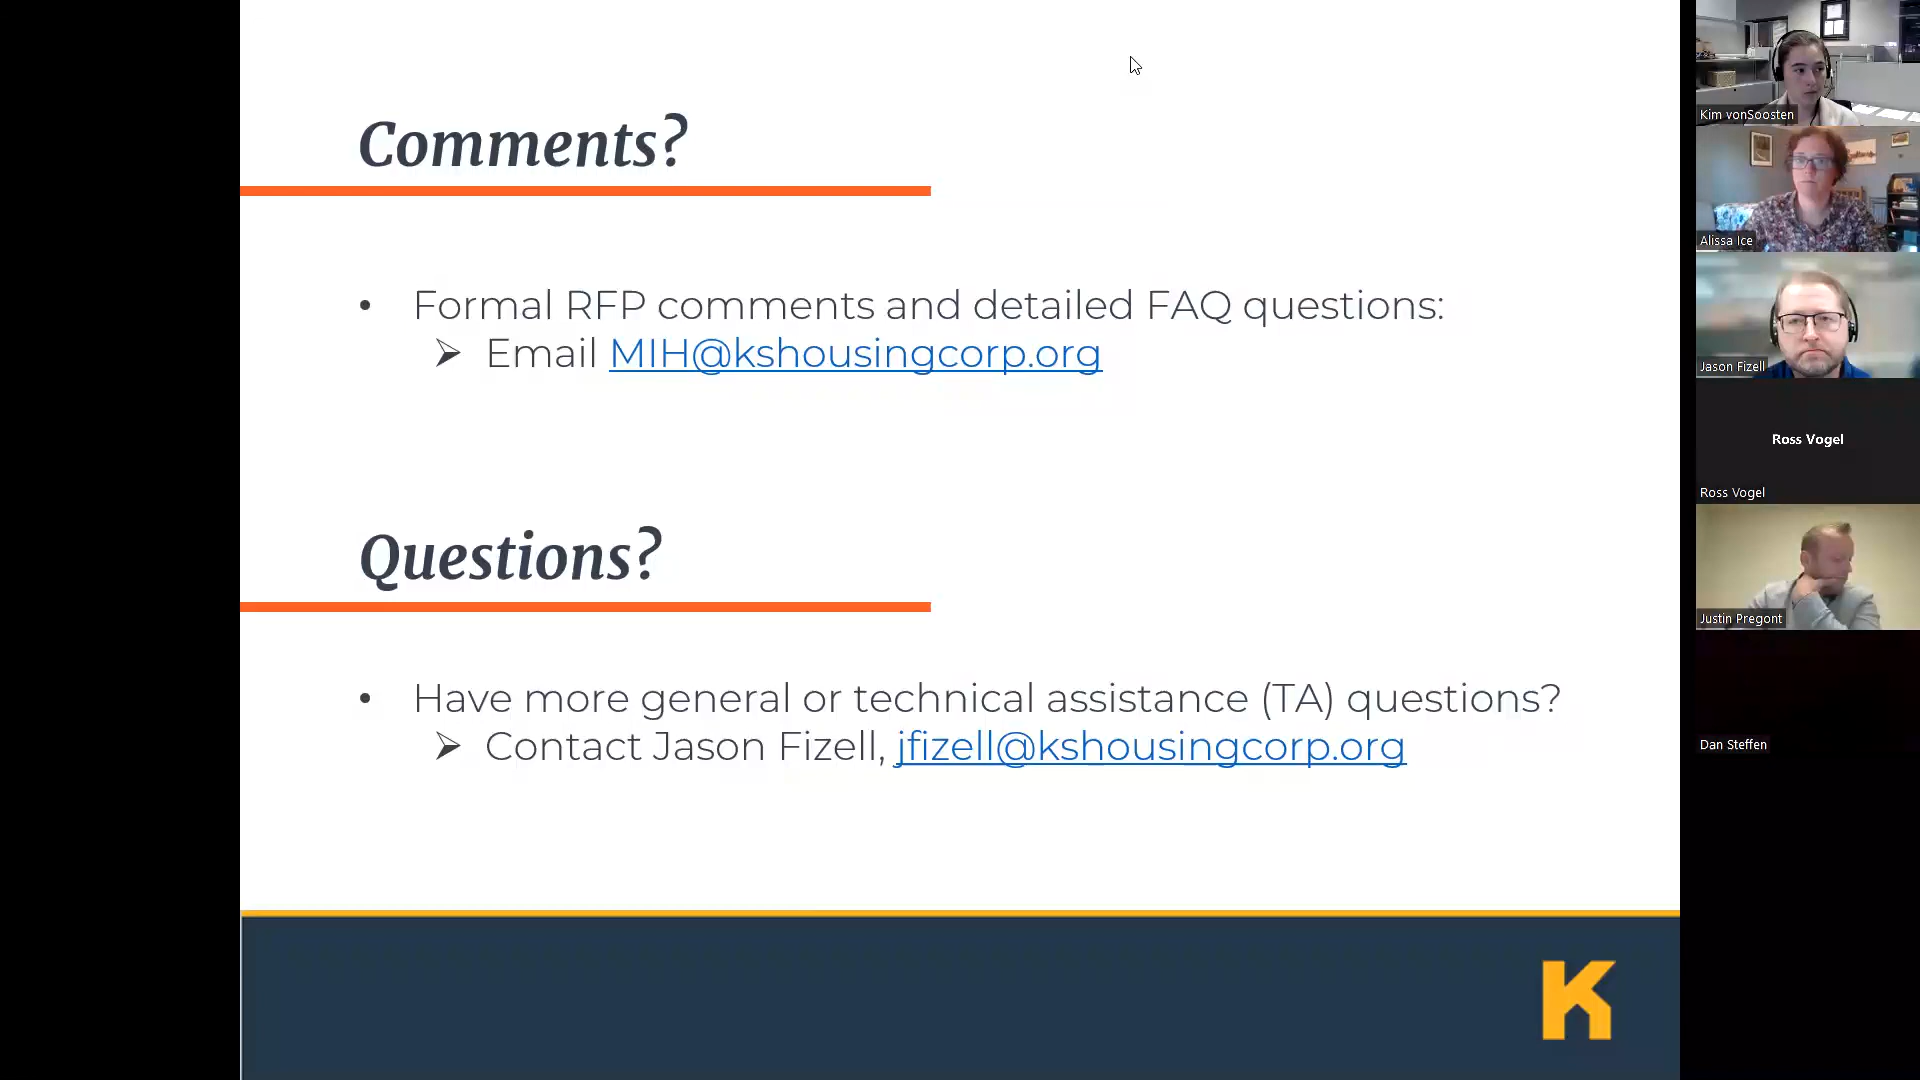 Comments?
• Formal RFP comments and detailed FAQ questions:
➢ Email MIH@kshousingcorp.org
Questions?
• Have more general or technical assistance (TA) questions?
➢ Contact Jason Fizell, jfizell@kshousingcorp.org
K
Kim vonSoosten
Alissa Ice
Jason Fizell
Ross Vogel
Ross Vogel
Justin Pregont
Dan Steffen